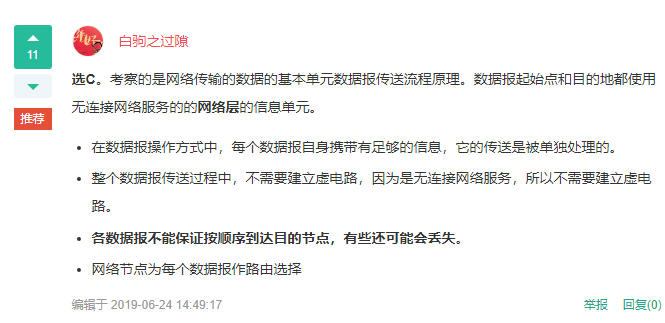 白驹之过隙
11
推荐
选C。考察的是网络传输的数据的基本单元数据报传送流程原理。数据报起始点和目的地都使用
无连接网络服务的的网络层的信息单元。
在数据报操作方式中，每个数据报自身携带有足够的信息，它的传送是被单独处理的。
整个数据报传送过程中，不需要建立虚电路，因为是无连接网络服务，所以不需要建立虚电
路。
各数据报不能保证按顺序到达目的节点，有些还可能会丢失。
网络节点为每个数据报作路由选择
编辑于 2019-06-24 14:49:17 举报 回复(0)